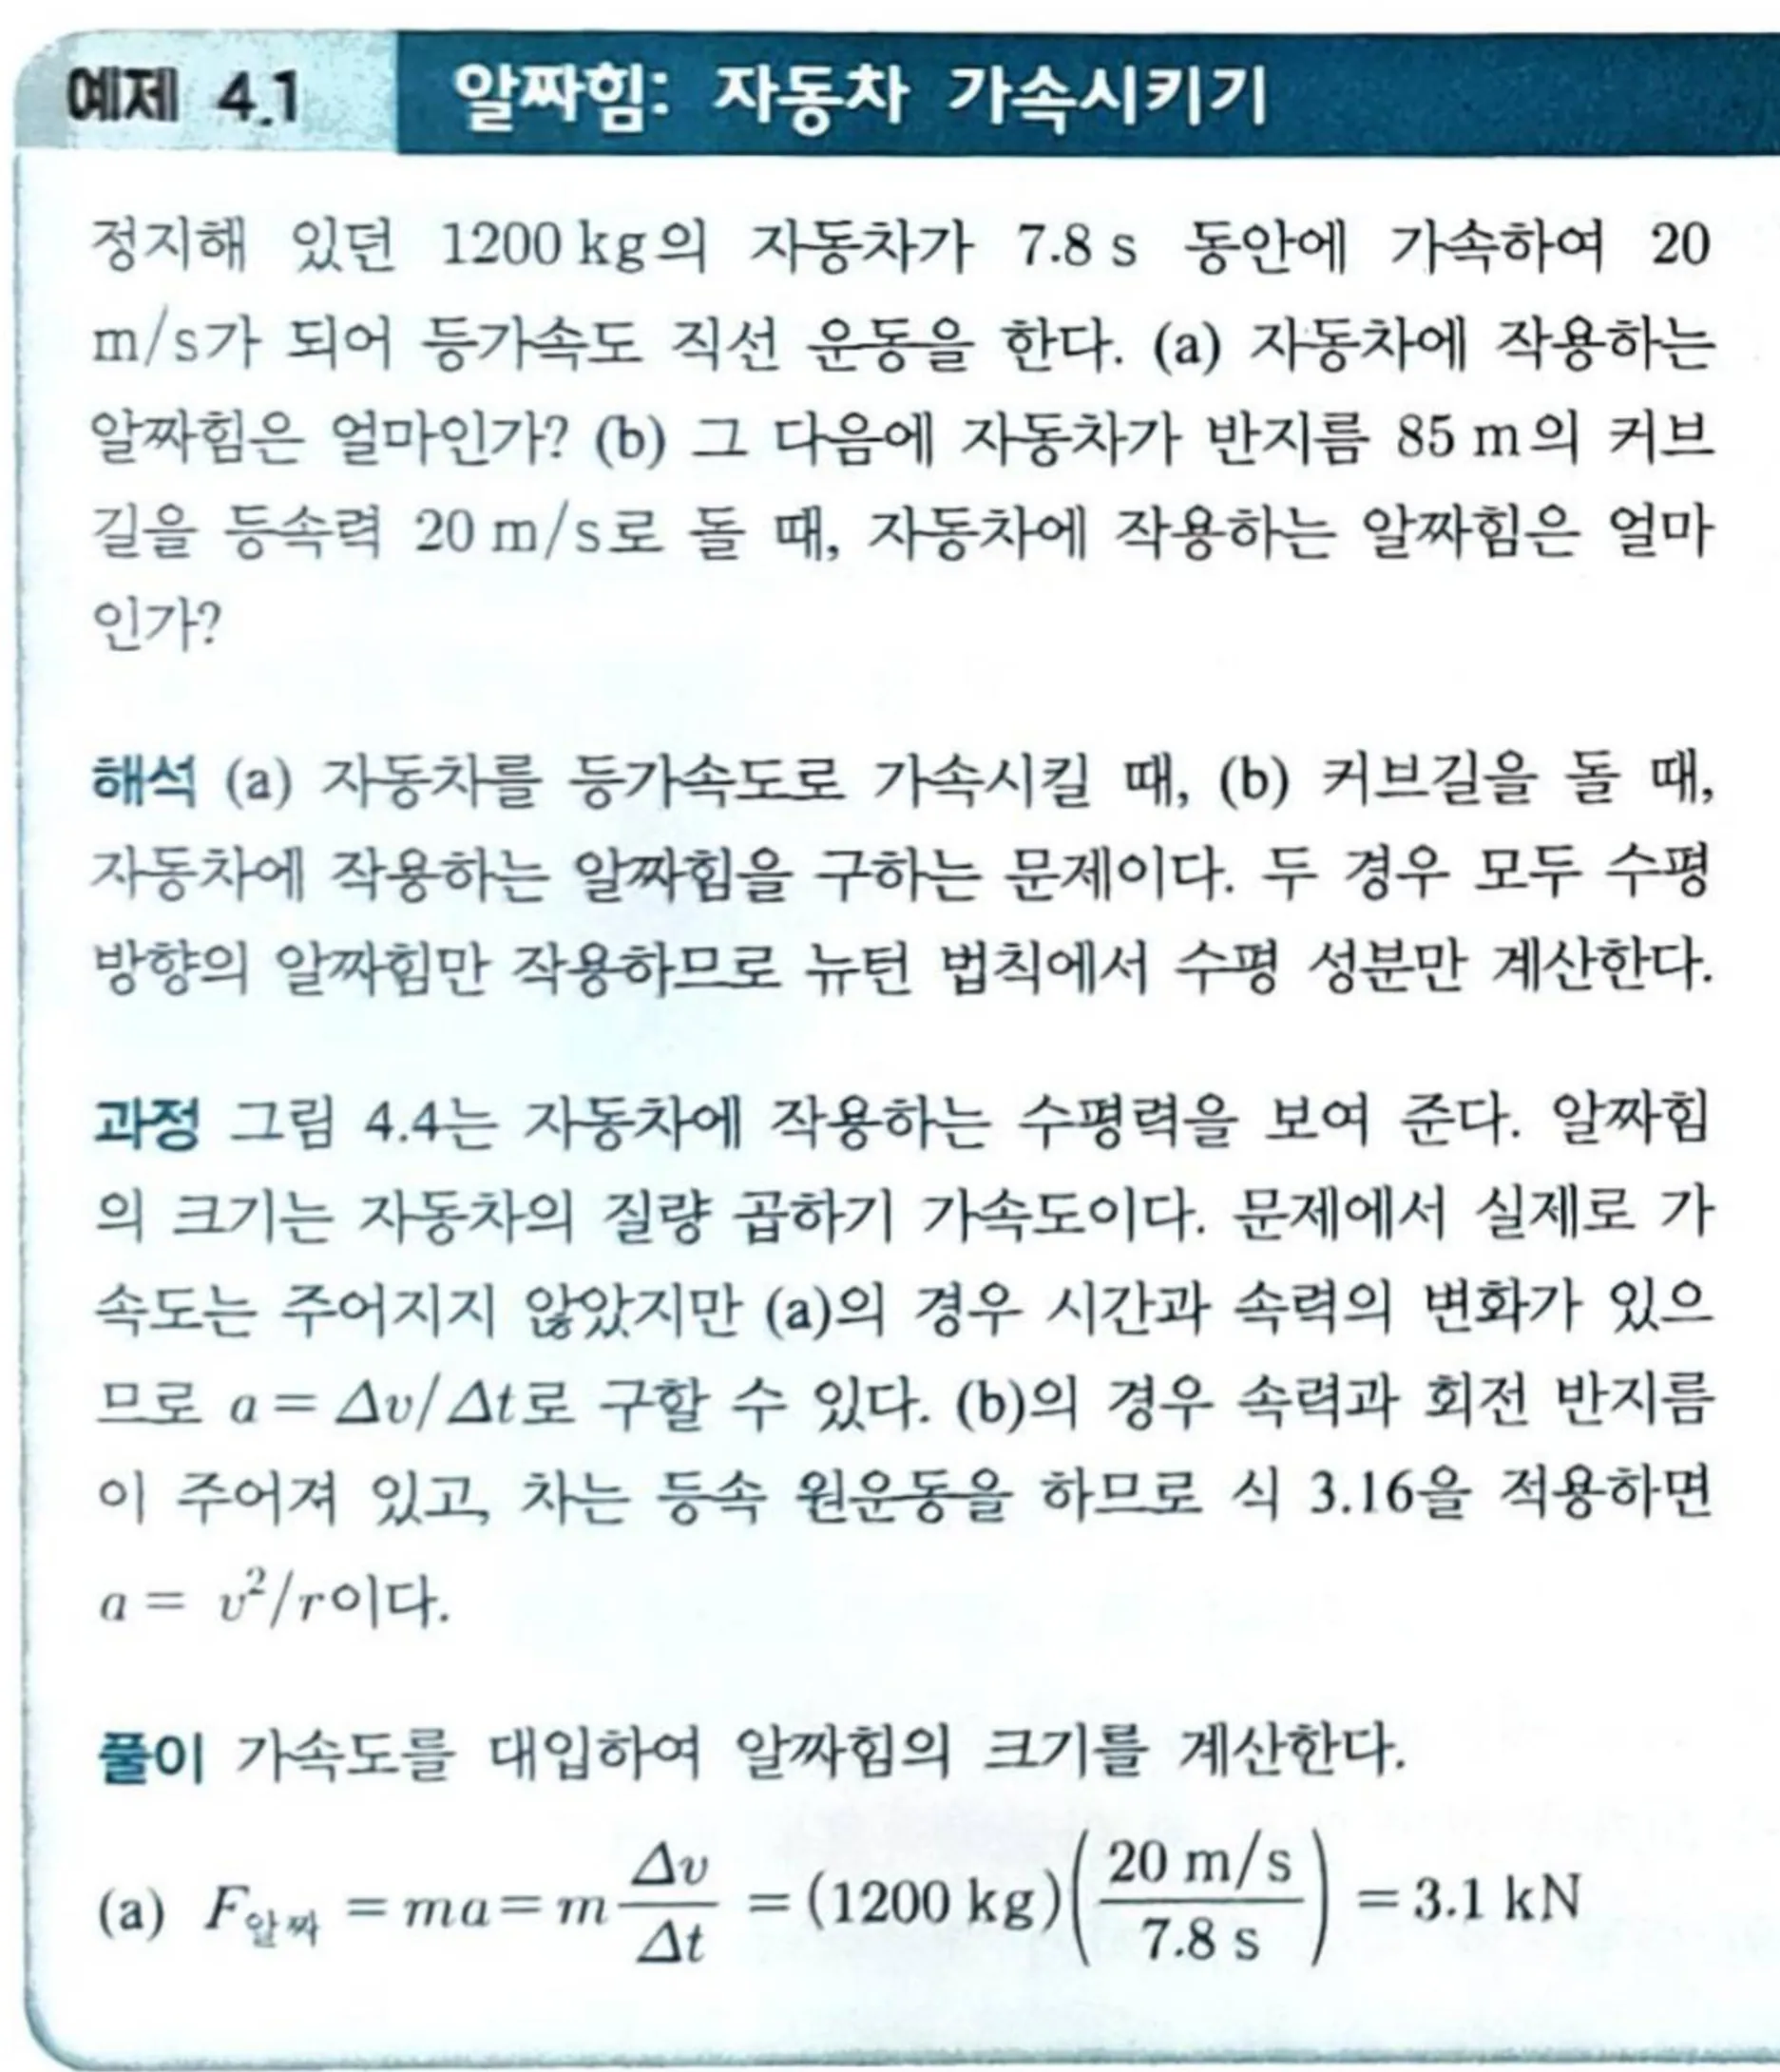 예제 4.1 알짜힘: 자동차 가속시키기
정지해 있던 1200 kg의 자동차가 7.8 s 동안에 가속하여 20
m/s가 되어 등가속도 직선 운동을 한다. (a) 자동차에 작용하는
알짜힘은 얼마인가? (b) 그 다음에 자동차가 반지름 85 m의 커브
길을 등속력 20 m/s로 돌 때, 자동차에 작용하는 알짜힘은 얼마
인가?
해석 (a) 자동차를 등가속도로 가속시킬 때, (b) 커브길을 돌 때,
자동차에 작용하는 알짜힘을 구하는 문제이다. 두 경우 모두 수평
방향의 알짜힘만 작용하므로 뉴턴 법칙에서 수평 성분만 계산한다.
과정 그림 4.4는 자동차에 작용하는 수평력을 보여 준다. 알짜힘
의 크기는 자동차의 질량 곱하기 가속도이다. 문제에서 실제로 가
속도는 주어지지 않았지만 (a)의 경우 시간과 속력의 변화가 있으
므로 a = Δv/Δt로 구할 수 있다. (b)의 경우 속력과 회전 반지름
이 주어져 있고, 차는 등속 원운동을 하므로 식 3.16을 적용하면
a = v²/r이다.
풀이 가속도를 대입하여 알짜힘의 크기를 계산한다.
(a) F알짜 = ma = m Δv/Δt = (1200 kg)(20 m/s / 7.8 s) = 3.1 kN